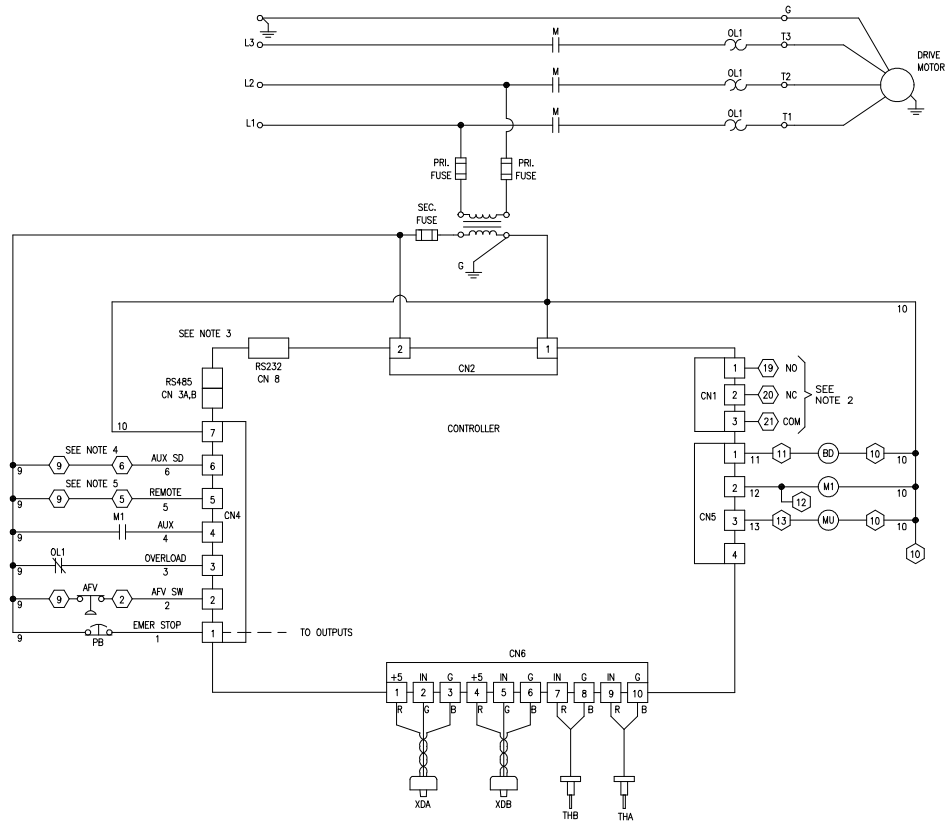 G
L3
M
OL1
T3
DRIVE
MOTOR
L2
M
OL1
T2
L1
M
OL1
T1
PRI.
FUSE
PRI.
FUSE
SEC.
FUSE
G
10
SEE NOTE 3
RS232
CN 8
2
1
CN2
RS485
CN 3A,B
CONTROLLER
CN1
1
19
NO
2
20
NC
3
21
COM
SEE
NOTE 2
10
7
SEE NOTE 4
9
9
6
AUX SD
6
6
SEE NOTE 5
9
9
5
REMOTE
5
5
CN4
M1
9
AUX
4
4
OL1
9
OVERLOAD
3
3
AFV
9
9
2
AFV SW
2
2
9
PB
EMER STOP
1
1
TO OUTPUTS
CN5
1
11
11
BD
10
10
2
12
12
M1
10
3
13
13
MU
10
10
4
10
CN6
+5
IN
G
+5
IN
G
IN
G
IN
G
1
2
3
4
5
6
7
8
9
10
R
G
B
R
G
B
R
B
R
B
XDA
XDB
THB
THA